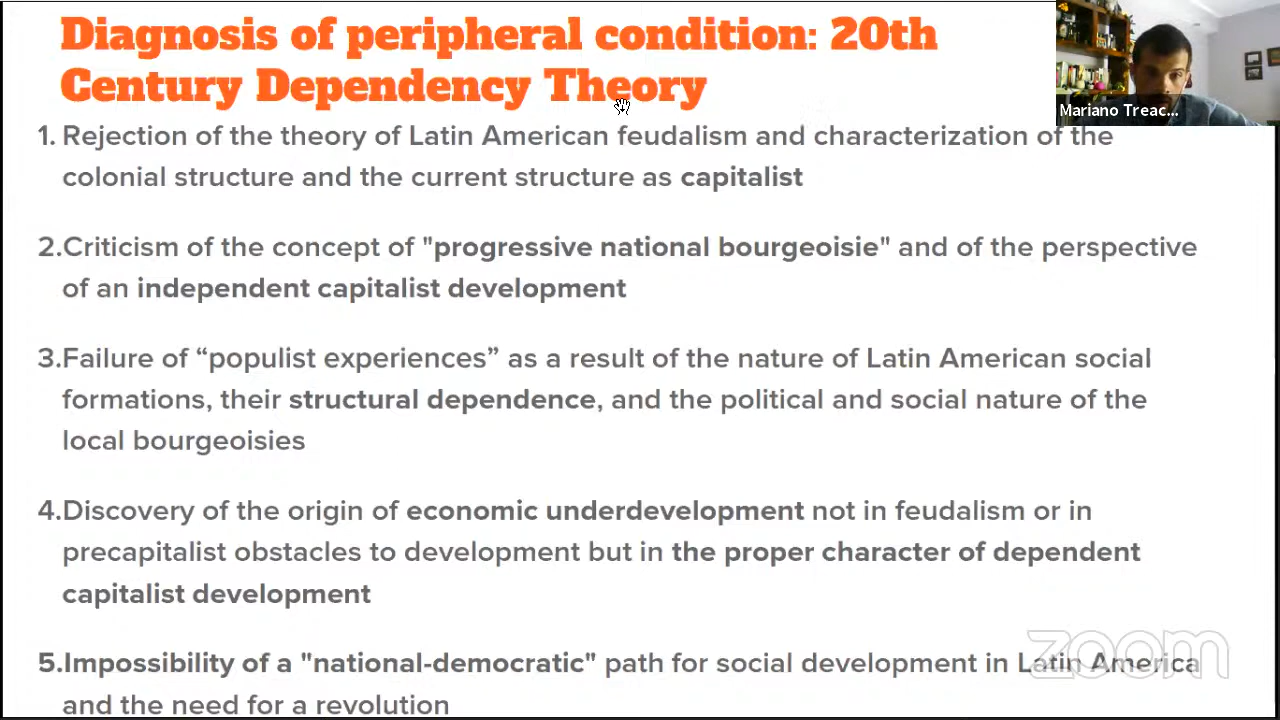 Diagnosis of peripheral condition: 20th
Century Dependency Theory
Mariano Treac...
1. Rejection of the theory of Latin American feudalism and characterization of the
colonial structure and the current structure as capitalist
2.Criticism of the concept of "progressive national bourgeoisie" and of the perspective
of an independent capitalist development
3.Failure of “populist experiences” as a result of the nature of Latin American social
formations, their structural dependence, and the political and social nature of the
local bourgeoisies
4.Discovery of the origin of economic underdevelopment not in feudalism or in
precapitalist obstacles to development but in the proper character of dependent
capitalist development
5.Impossibility of a "national-democratic" path for social development in Latin America
and the need for a revolution
zoom